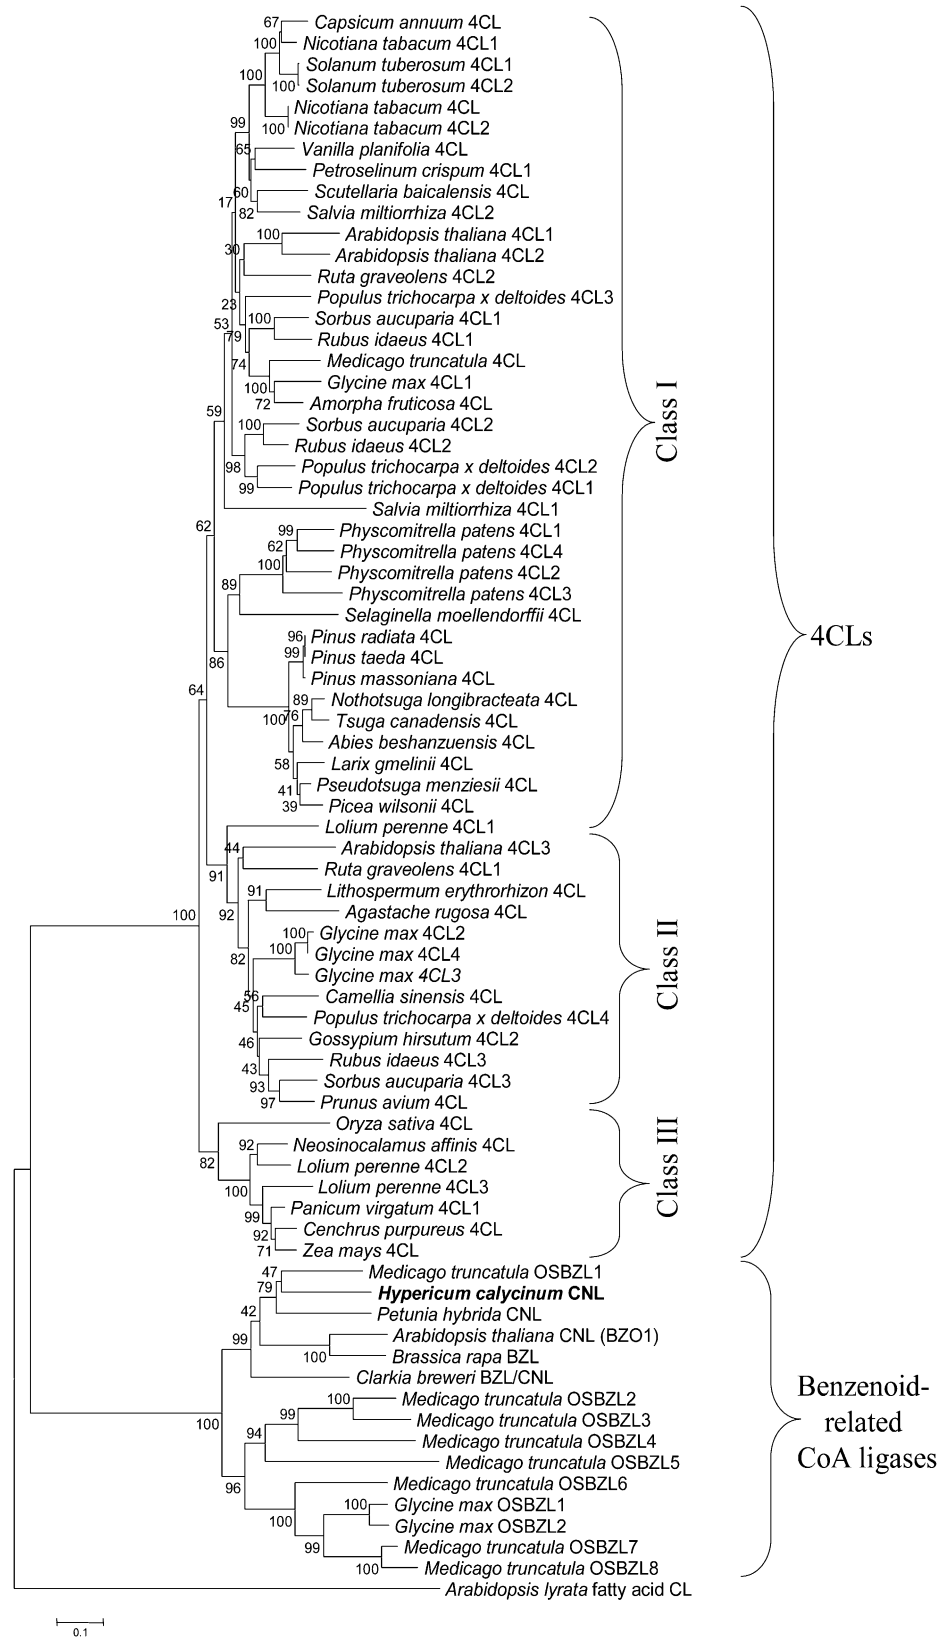 67
Capsicum annuum 4CL
100
Nicotiana tabacum 4CL1
Solanum tuberosum 4CL1
100
100
Solanum tuberosum 4CL2
Nicotiana tabacum 4CL
99
100
Nicotiana tabacum 4CL2
65
Vanilla planifolia 4CL
Petroselinum crispum 4CL1
60
Scutellaria baicalensis 4CL
17
82
Salvia miltiorrhiza 4CL2
100
Arabidopsis thaliana 4CL1
30
Arabidopsis thaliana 4CL2
Ruta graveolens 4CL2
23
Populus trichocarpa x deltoides 4CL3
53
100
Sorbus aucuparia 4CL1
79
Rubus idaeus 4CL1
74
Medicago truncatula 4CL
100
Glycine max 4CL1
72
Amorpha fruticosa 4CL
59
100
Sorbus aucuparia 4CL2
Rubus idaeus 4CL2
98
Populus trichocarpa x deltoides 4CL2
99
Populus trichocarpa x deltoides 4CL1
Salvia miltiorrhiza 4CL1
62
99
Physcomitrella patens 4CL1
62
Physcomitrella patens 4CL4
100
Physcomitrella patens 4CL2
89
Physcomitrella patens 4CL3
Selaginella moellendorffii 4CL
96
Pinus radiata 4CL
86
99
Pinus taeda 4CL
Pinus massoniana 4CL
64
89
Nothotsuga longibracteata 4CL
100
76
Tsuga canadensis 4CL
Abies beshanzuensis 4CL
58
Larix gmelinii 4CL
41
Pseudotsuga menziesii 4CL
39
Picea wilsonii 4CL
Class I
Lolium perenne 4CL1
44
Arabidopsis thaliana 4CL3
91
Ruta graveolens 4CL1
91
Lithospermum erythrorhizon 4CL
100
92
Agastache rugosa 4CL
100
Glycine max 4CL2
82
100
Glycine max 4CL4
Glycine max 4CL3
56
Camellia sinensis 4CL
45
Populus trichocarpa x deltoides 4CL4
46
Gossypium hirsutum 4CL2
43
Rubus idaeus 4CL3
93
Sorbus aucuparia 4CL3
97
Prunus avium 4CL
Class II
Oryza sativa 4CL
92
Neosinocalamus affinis 4CL
82
Lolium perenne 4CL2
100
Lolium perenne 4CL3
99
Panicum virgatum 4CL1
92
Cenchrus purpureus 4CL
71
Zea mays 4CL
Class III
4CLs
47
Medicago truncatula OSBZL1
79
Hypericum calycinum CNL
42
Petunia hybrida CNL
99
Arabidopsis thaliana CNL (BZO1)
100
Brassica rapa BZL
Clarkia breweri BZL/CNL
100
100
Medicago truncatula OSBZL2
99
Medicago truncatula OSBZL3
94
Medicago truncatula OSBZL4
Medicago truncatula OSBZL5
96
Medicago truncatula OSBZL6
100
100
Glycine max OSBZL1
Glycine max OSBZL2
99
Medicago truncatula OSBZL7
100
Medicago truncatula OSBZL8
Benzenoid-
related
CoA ligases
Arabidopsis lyrata fatty acid CL
0.1